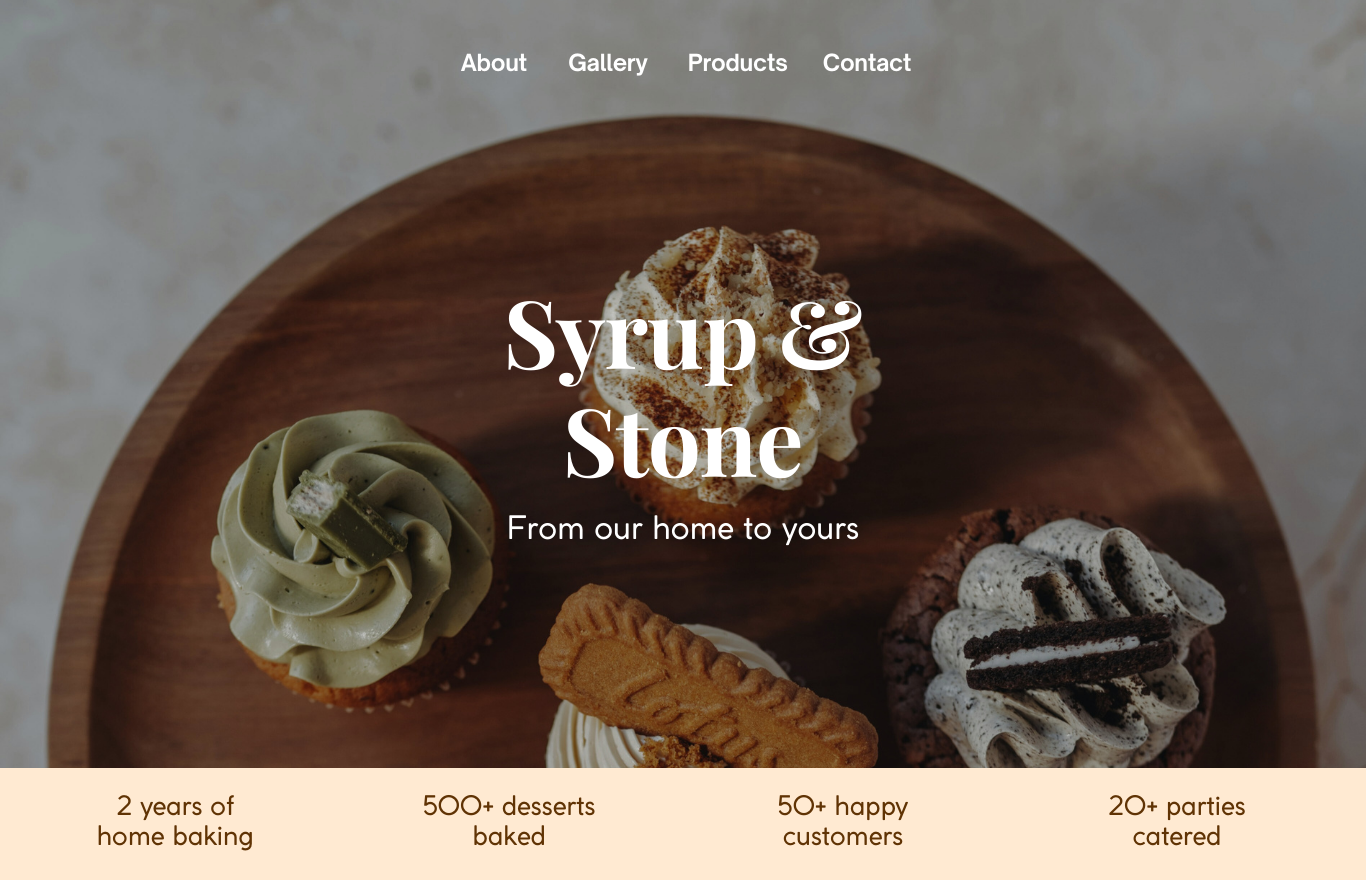 About Gallery Products Contact
Syrup &
Stone
From our home to yours
2 years of
home baking
500+ desserts
baked
50+ happy
customers
20+ parties
catered